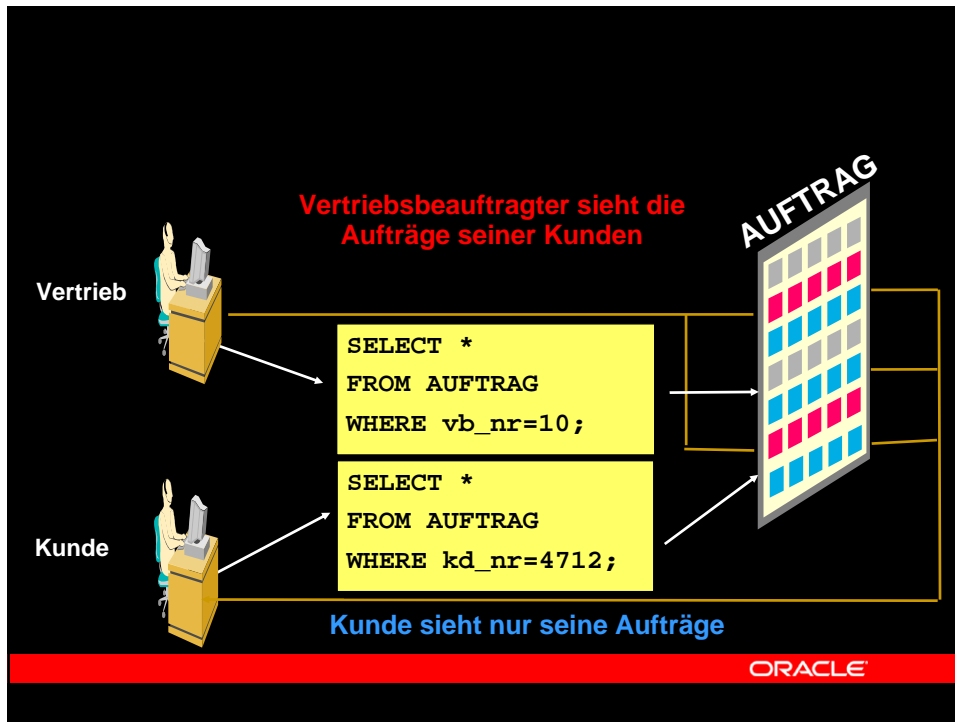 AUFTRAG
Vertriebsbeauftragter sieht die
Aufträge seiner Kunden
Vertrieb
SELECT *
FROM AUFTRAG
WHERE vb_nr=10;
SELECT *
FROM AUFTRAG
WHERE kd_nr=4712;
Kunde
Kunde sieht nur seine Aufträge
ORACLE